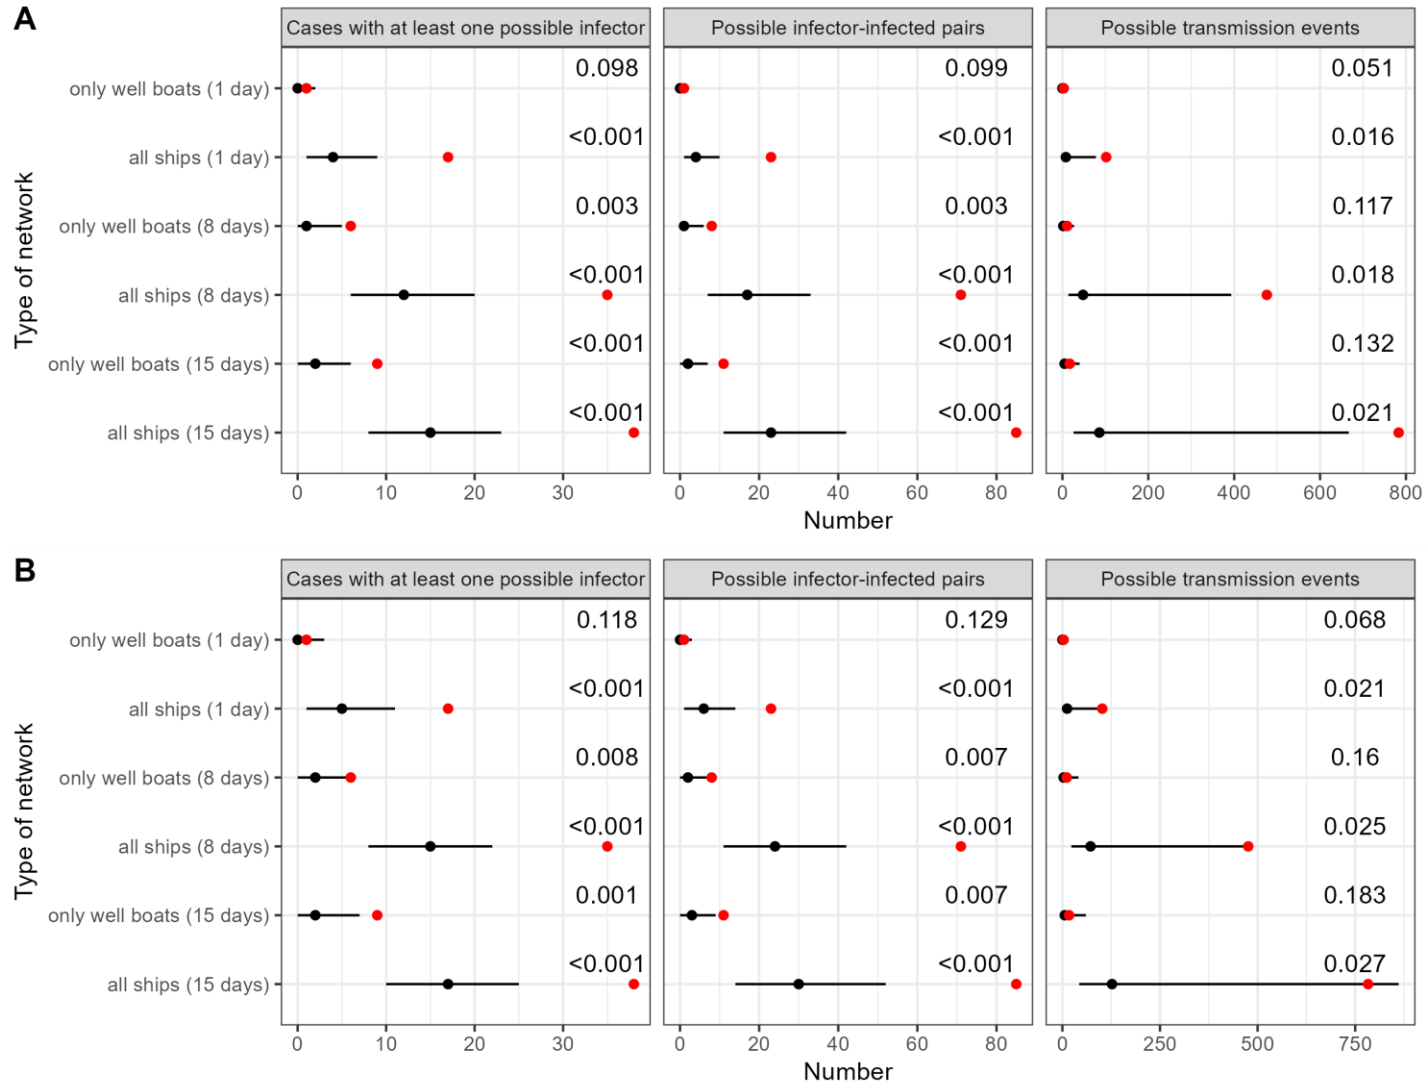 A
Cases with at least one possible infector
Possible infector-infected pairs
Possible transmission events
Type of network
only well boats (1 day)
0.098
0.099
0.051
all ships (1 day)
<0.001
<0.001
0.016
only well boats (8 days)
0.003
0.003
0.117
all ships (8 days)
<0.001
<0.001
0.018
only well boats (15 days)
<0.001
<0.001
0.132
all ships (15 days)
<0.001
<0.001
0.021
0 10 20 30
0 20 40 60 80
0 200 400 600 800
Number
B
Cases with at least one possible infector
Possible infector-infected pairs
Possible transmission events
Type of network
only well boats (1 day)
0.118
0.129
0.068
all ships (1 day)
<0.001
<0.001
0.021
only well boats (8 days)
0.008
0.007
0.16
all ships (8 days)
<0.001
<0.001
0.025
only well boats (15 days)
0.001
0.007
0.183
all ships (15 days)
<0.001
<0.001
0.027
0 10 20 30
0 20 40 60 80
0 250 500 750
Number